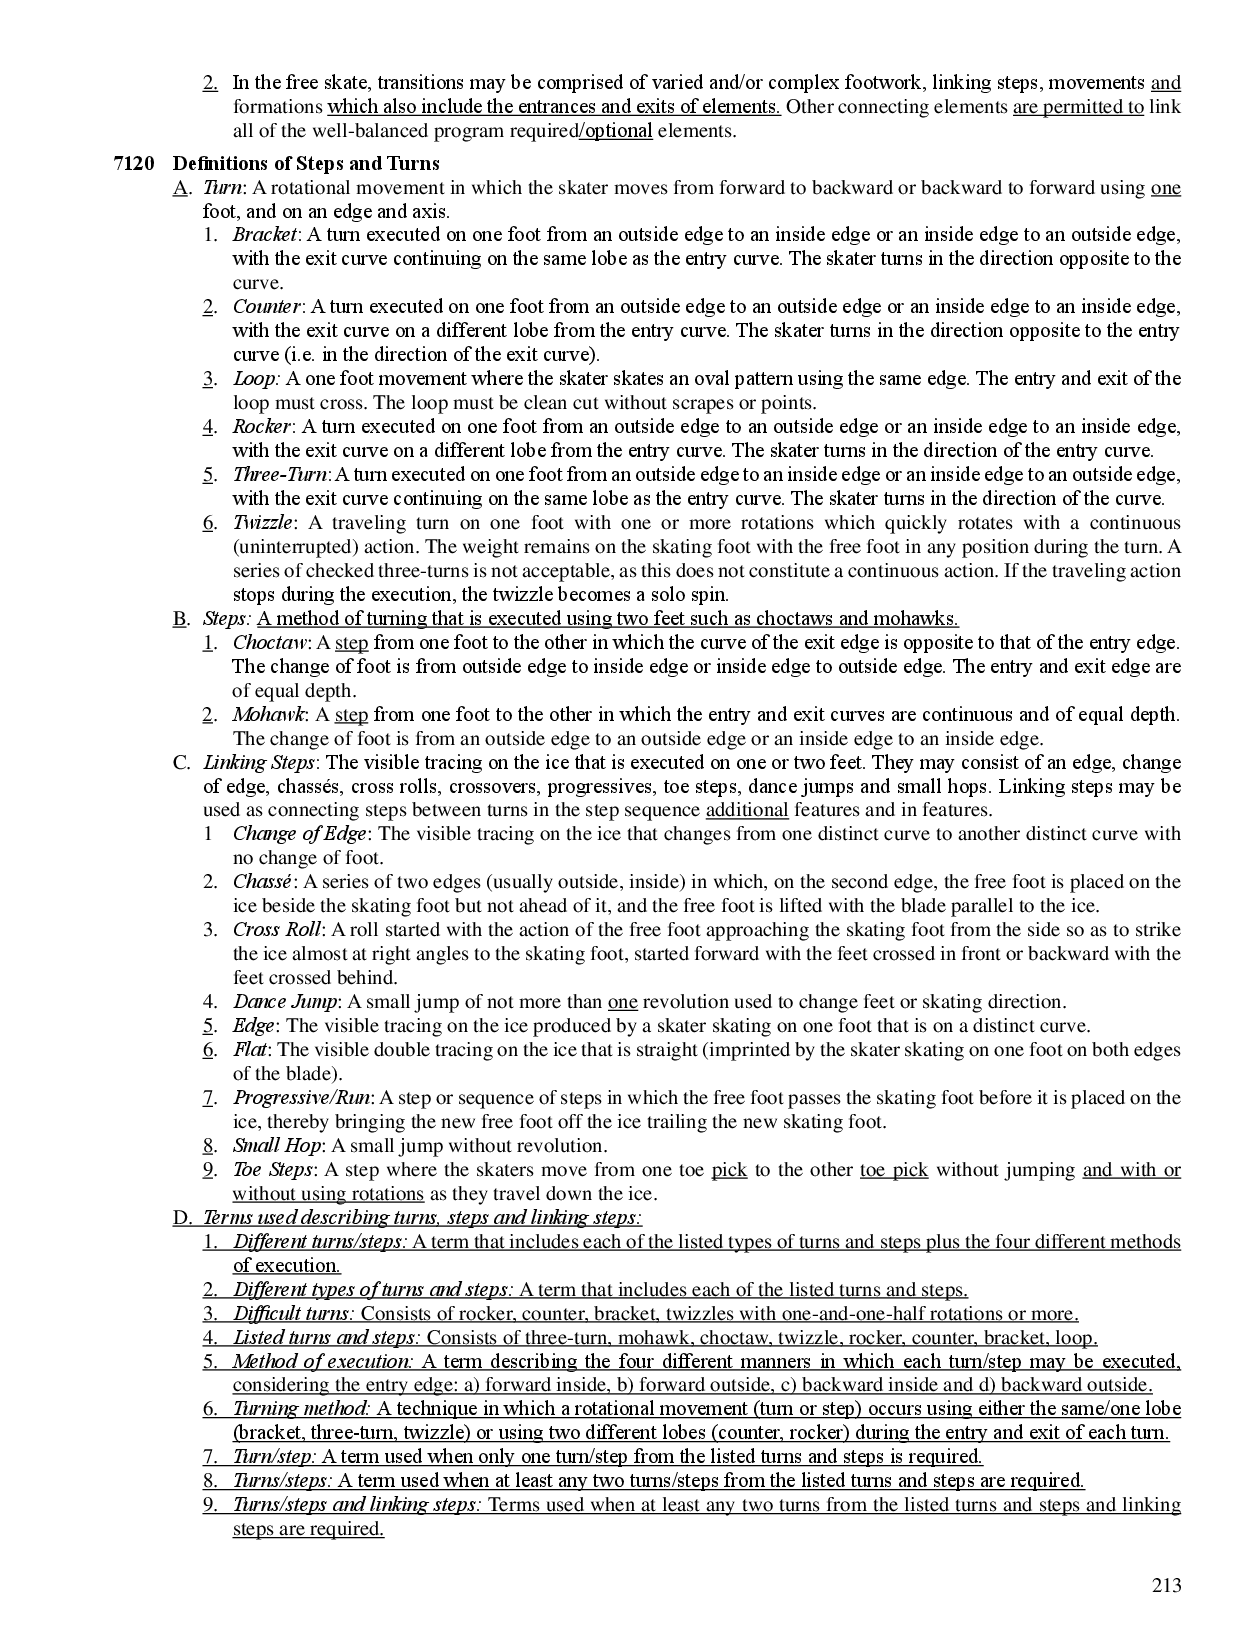 2. In the free skate, transitions may be comprised of varied and/or complex footwork, linking steps, movements and
formations which also include the entrances and exits of elements. Other connecting elements are permitted to link
all of the well-balanced program required/optional elements.
7120 Definitions of Steps and Turns
A. Turn: A rotational movement in which the skater moves from forward to backward or backward to forward using one
foot, and on an edge and axis.
1. Bracket: A turn executed on one foot from an outside edge to an inside edge or an inside edge to an outside edge,
with the exit curve continuing on the same lobe as the entry curve. The skater turns in the direction opposite to the
curve.
2. Counter: A turn executed on one foot from an outside edge to an outside edge or an inside edge to an inside edge,
with the exit curve on a different lobe from the entry curve. The skater turns in the direction opposite to the entry
curve (i.e. in the direction of the exit curve).
3. Loop: A one foot movement where the skater skates an oval pattern using the same edge. The entry and exit of the
loop must cross. The loop must be clean cut without scrapes or points.
4. Rocker: A turn executed on one foot from an outside edge to an outside edge or an inside edge to an inside edge,
with the exit curve on a different lobe from the entry curve. The skater turns in the direction of the entry curve.
5. Three-Turn: A turn executed on one foot from an outside edge to an inside edge or an inside edge to an outside edge,
with the exit curve continuing on the same lobe as the entry curve. The skater turns in the direction of the curve.
6. Twizzle: A traveling turn on one foot with one or more rotations which quickly rotates with a continuous
(uninterrupted) action. The weight remains on the skating foot with the free foot in any position during the turn. A
series of checked three-turns is not acceptable, as this does not constitute a continuous action. If the traveling action
stops during the execution, the twizzle becomes a solo spin.
B. Steps: A method of turning that is executed using two feet such as choctaws and mohawks.
1. Choctaw: A step from one foot to the other in which the curve of the exit edge is opposite to that of the entry edge.
The change of foot is from outside edge to inside edge or inside edge to outside edge. The entry and exit edge are
of equal depth.
2. Mohawk: A step from one foot to the other in which the entry and exit curves are continuous and of equal depth.
The change of foot is from an outside edge to an outside edge or an inside edge to an inside edge.
C. Linking Steps: The visible tracing on the ice that is executed on one or two feet. They may consist of an edge, change
of edge, chassés, cross rolls, crossovers, progressives, toe steps, dance jumps and small hops. Linking steps may be
used as connecting steps between turns in the step sequence additional features and in features.
1 Change of Edge: The visible tracing on the ice that changes from one distinct curve to another distinct curve with
no change of foot.
2. Chassé: A series of two edges (usually outside, inside) in which, on the second edge, the free foot is placed on the
ice beside the skating foot but not ahead of it, and the free foot is lifted with the blade parallel to the ice.
3. Cross Roll: A roll started with the action of the free foot approaching the skating foot from the side so as to strike
the ice almost at right angles to the skating foot, started forward with the feet crossed in front or backward with the
feet crossed behind.
4. Dance Jump: A small jump of not more than one revolution used to change feet or skating direction.
5. Edge: The visible tracing on the ice produced by a skater skating on one foot that is on a distinct curve.
6. Flat: The visible double tracing on the ice that is straight (imprinted by the skater skating on one foot on both edges
of the blade).
7. Progressive/Run: A step or sequence of steps in which the free foot passes the skating foot before it is placed on the
ice, thereby bringing the new free foot off the ice trailing the new skating foot.
8. Small Hop: A small jump without revolution.
9. Toe Steps: A step where the skaters move from one toe pick to the other toe pick without jumping and with or
without using rotations as they travel down the ice.
D. Terms used describing turns, steps and linking steps:
1. Different turns/steps: A term that includes each of the listed types of turns and steps plus the four different methods
of execution.
2. Different types of turns and steps: A term that includes each of the listed turns and steps.
3. Difficult turns: Consists of rocker, counter, bracket, twizzles with one-and-one-half rotations or more.
4. Listed turns and steps: Consists of three-turn, mohawk, choctaw, twizzle, rocker, counter, bracket, loop.
5. Method of execution: A term describing the four different manners in which each turn/step may be executed,
considering the entry edge: a) forward inside, b) forward outside, c) backward inside and d) backward outside.
6. Turning method: A technique in which a rotational movement (turn or step) occurs using either the same/one lobe
(bracket, three-turn, twizzle) or using two different lobes (counter, rocker) during the entry and exit of each turn.
7. Turn/step: A term used when only one turn/step from the listed turns and steps is required.
8. Turns/steps: A term used when at least any two turns/steps from the listed turns and steps are required.
9. Turns/steps and linking steps: Terms used when at least any two turns from the listed turns and steps and linking
steps are required.
213